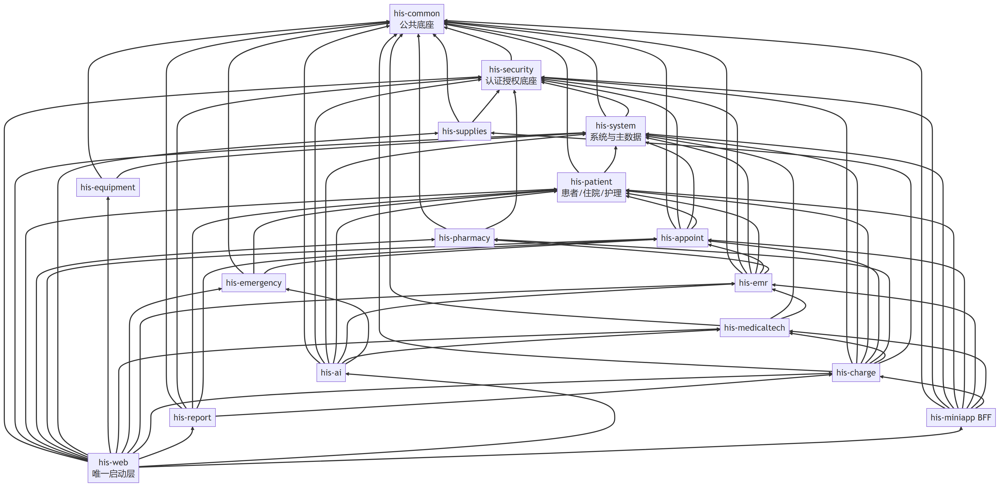 his-common
公共底座
his-security
认证授权底座
his-supplies
his-system
系统与主数据
his-equipment
his-patient
患者/住院/护理
his-pharmacy
his-appoint
his-emergency
his-emr
his-medicaltech
his-ai
his-charge
his-report
his-miniapp BFF
his-web
唯一启动层